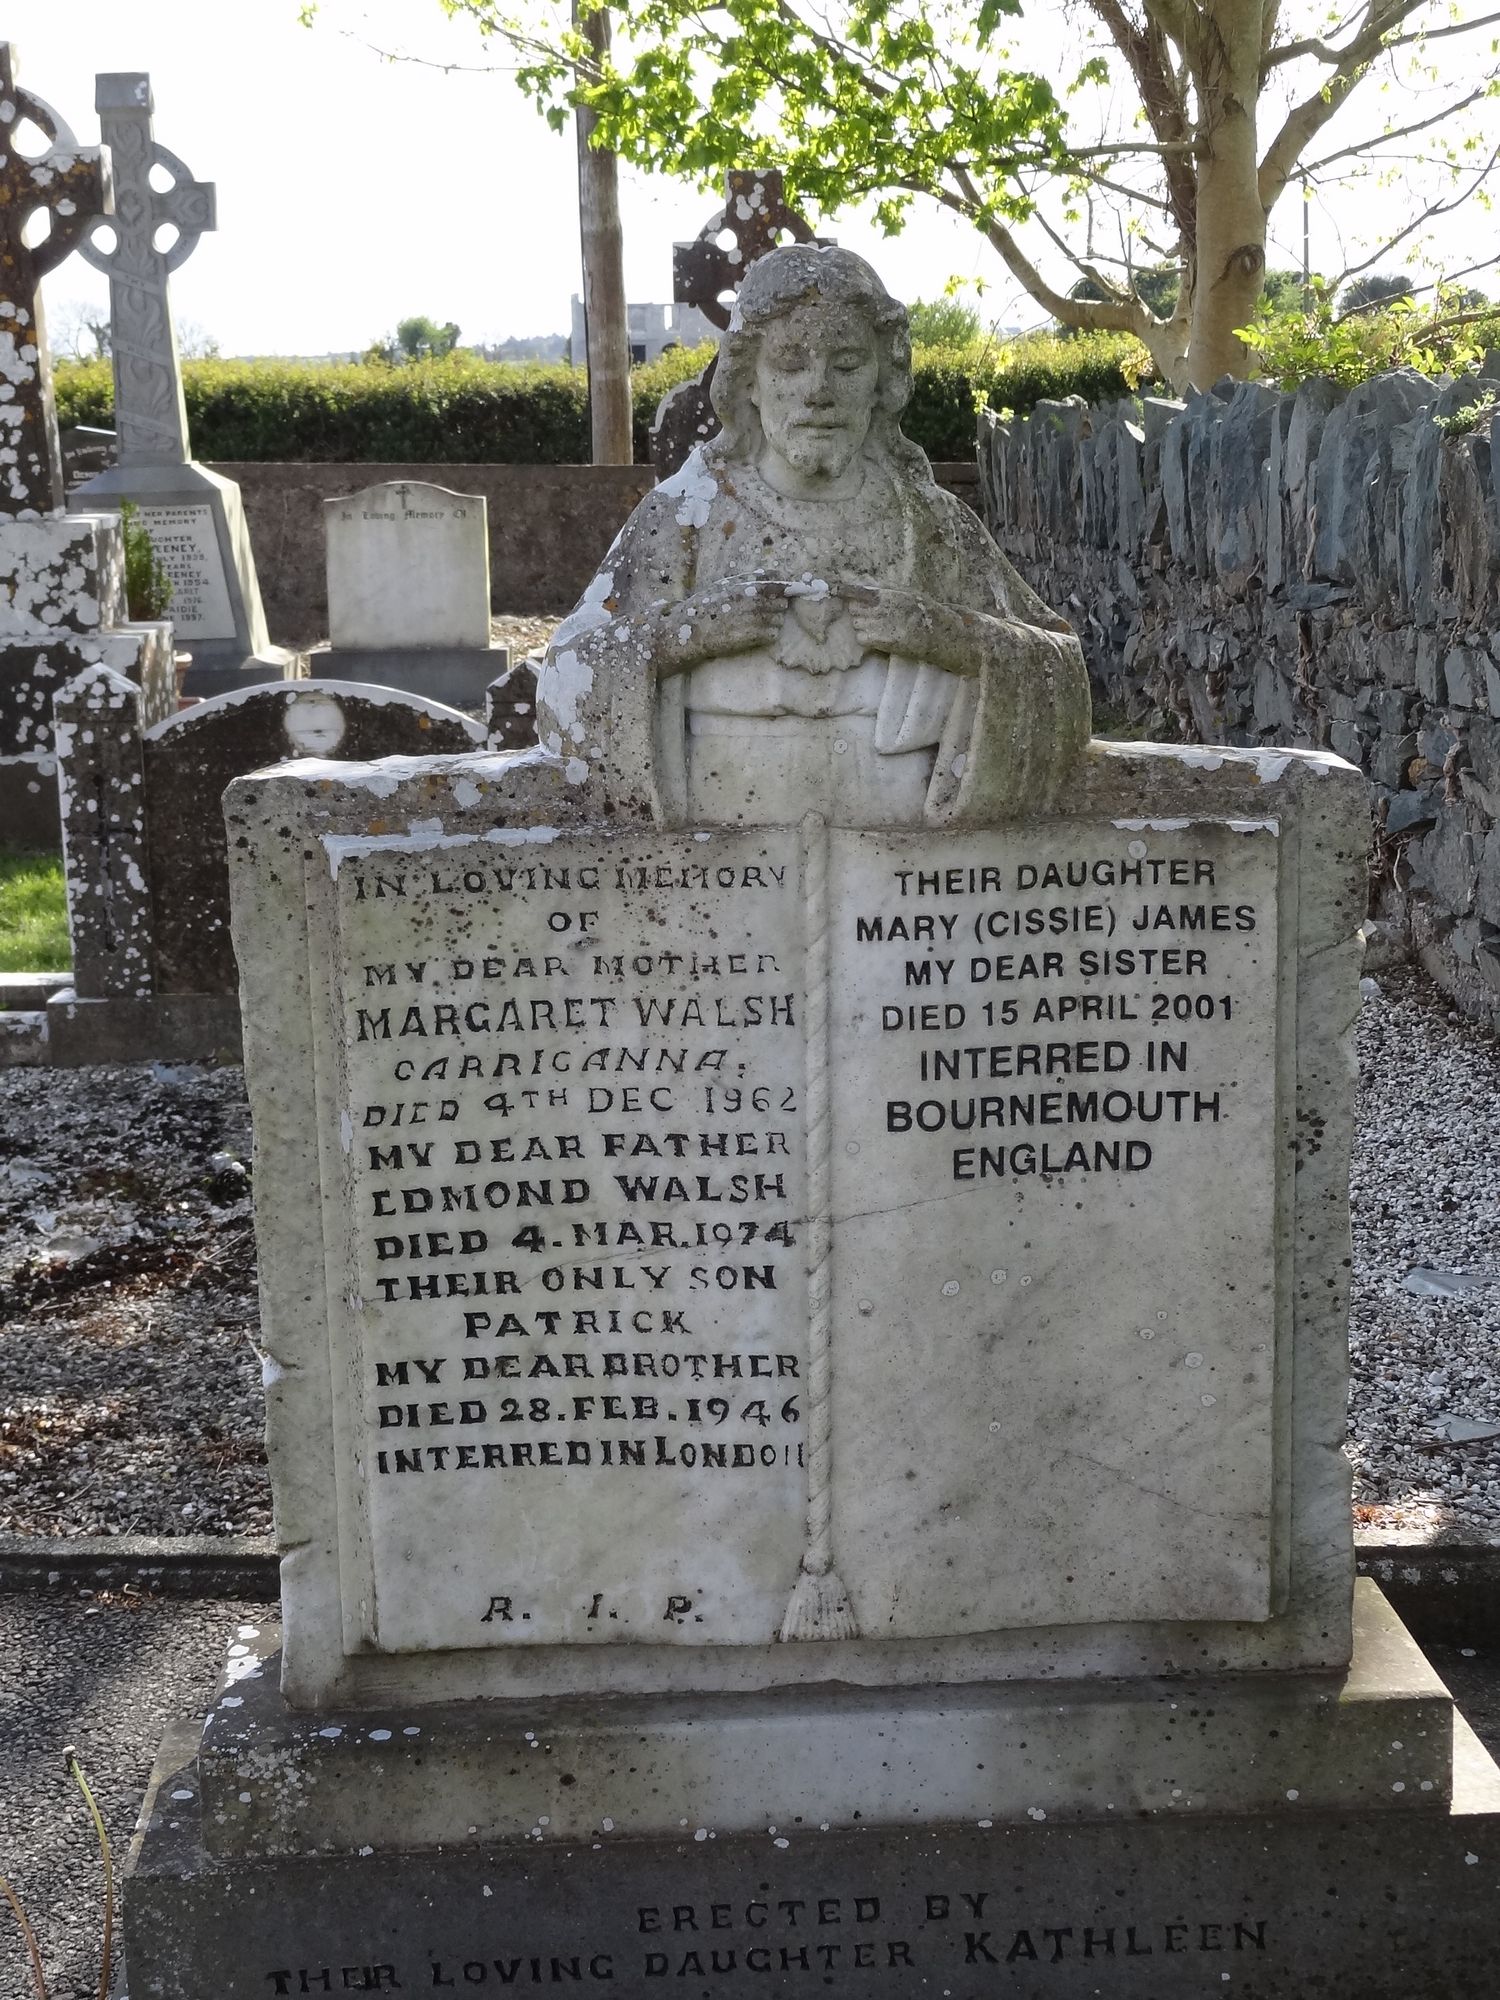 IN LOVING MEMORY
OF
MY DEAR MOTHER
MARGARET WALSH
CARRIGANNA.
DIED 4TH DEC 1962
MY DEAR FATHER
EDMOND WALSH
DIED 4. MAR. 1974
THEIR ONLY SON
PATRICK
MY DEAR BROTHER
DIED 28. FEB. 1946
INTERRED IN LONDON
R. I. P.
THEIR DAUGHTER
MARY (CISSIE) JAMES
MY DEAR SISTER
DIED 15 APRIL 2001
INTERRED IN
BOURNEMOUTH
ENGLAND
ERECTED BY
THEIR LOVING DAUGHTER KATHLEEN
In Loving Memory Of